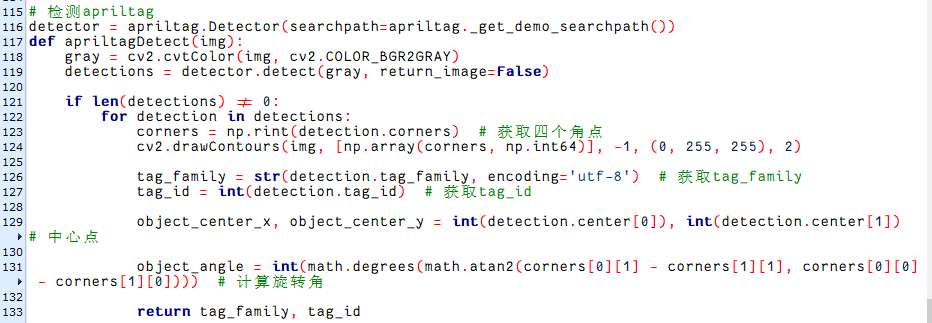 115 # 检测apriltag
116 detector = apriltag.Detector(searchpath=apriltag._get_demo_searchpath())
117 def apriltagDetect(img):
118     gray = cv2.cvtColor(img, cv2.COLOR_BGR2GRAY)
119     detections = detector.detect(gray, return_image=False)
120
121     if len(detections) ≠ 0:
122         for detection in detections:
123             corners = np.rint(detection.corners)  # 获取四个角点
124             cv2.drawContours(img, [np.array(corners, np.int64)], -1, (0, 255, 255), 2)
125
126             tag_family = str(detection.tag_family, encoding='utf-8')  # 获取tag_family
127             tag_id = int(detection.tag_id)  # 获取tag_id
128
129             object_center_x, object_center_y = int(detection.center[0]), int(detection.center[1])
# 中心点
130
131             object_angle = int(math.degrees(math.atan2(corners[0][1] - corners[1][1], corners[0][0]
- corners[1][0])))  # 计算旋转角
132
133             return tag_family, tag_id